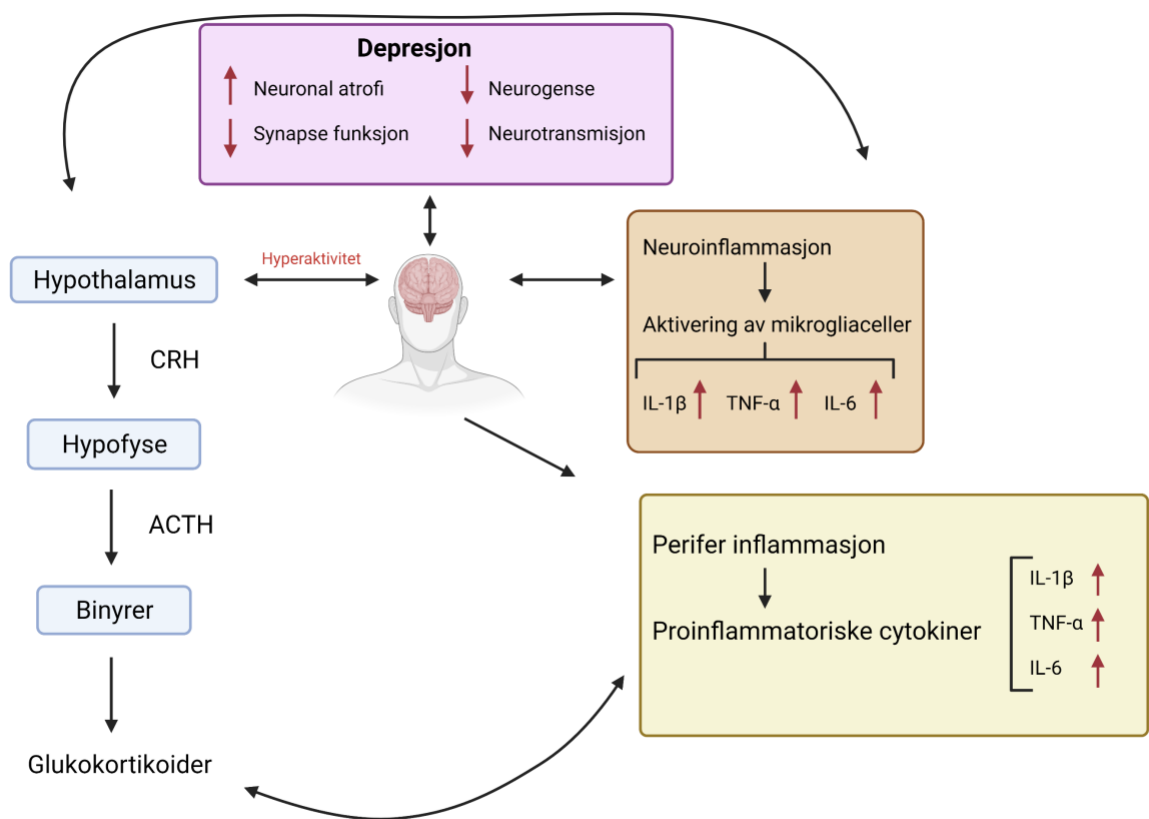 Depresjon
Neuronal atrofi
Neurogense
Synapse funksjon
Neurotransmisjon
Hypothalamus
Hyperaktivitet
CRH
Hypofyse
ACTH
Binyrer
Glukokortikoider
Neuroinflammasjon
Aktivering av mikrogliaceller
IL-1β
TNF-α
IL-6
Perifer inflammasjon
Proinflammatoriske cytokiner
IL-1β
TNF-α
IL-6